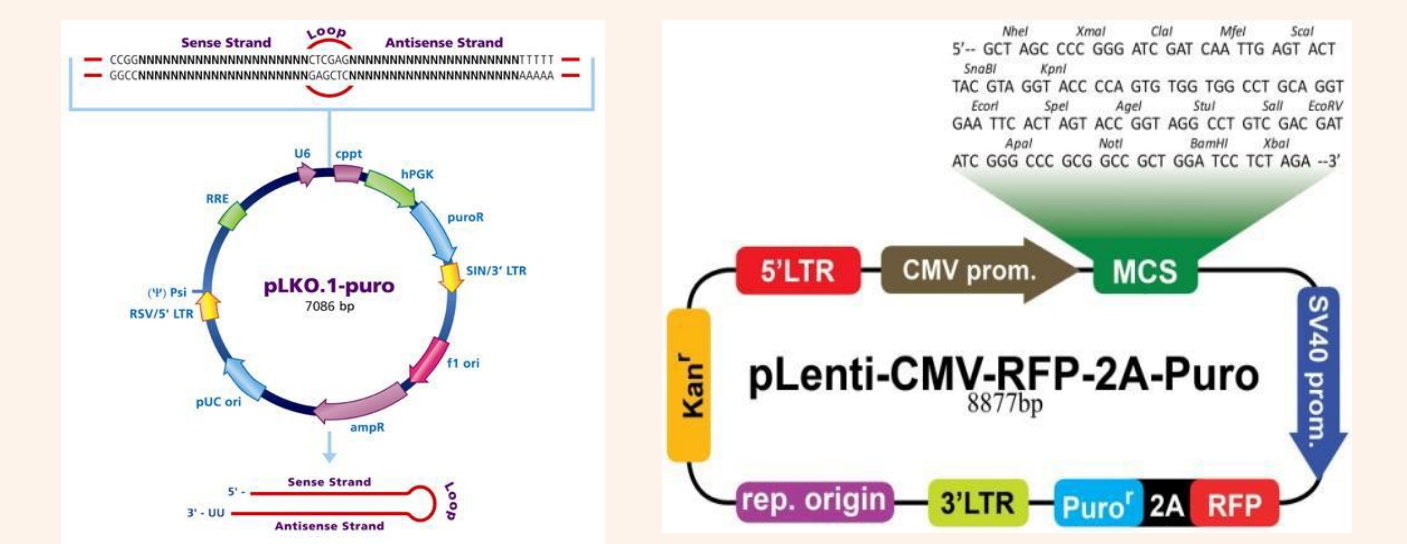 Loop
Sense Strand
Antisense Strand
CCGGNNNNNNNNNNNNNNNNNNNNNCTCGAGNNNNNNNNNNNNNNNNNNNNNTTTTT
GGCCNNNNNNNNNNNNNNNNNNNNNGAGCTCNNNNNNNNNNNNNNNNNNNNNAAAAA
U6
cppt
hPGK
RRE
puroR
SIN/3' LTR
pLKO.1-puro
7086 bp
(Ψ) Psi
RSV/5' LTR
f1 ori
pUC ori
ampR
Sense Strand
5' -
Loop
3' - UU
Antisense Strand
NheI XmaI ClaI MfeI ScaI
5'-- GCT AGC CCC GGG ATC GAT CAA TTG AGT ACT
SnaBI KpnI
TAC GTA GGT ACC CCA GTG TGG TGG CCT GCA GGT
EcorI SpeI AgeI StuI SalI EcoRV
GAA TTC ACT AGT ACC GGT AGG CCT GTC GAC GAT
ApaI NotI BamHI XbaI
ATC GGG CCC GCG GCC GCT GGA TCC TCT AGA --3'
5'LTR
CMV prom.
MCS
SV40 prom.
Kanʳ
pLenti-CMV-RFP-2A-Puro
8877bp
rep. origin
3'LTR
Puroʳ
2A
RFP